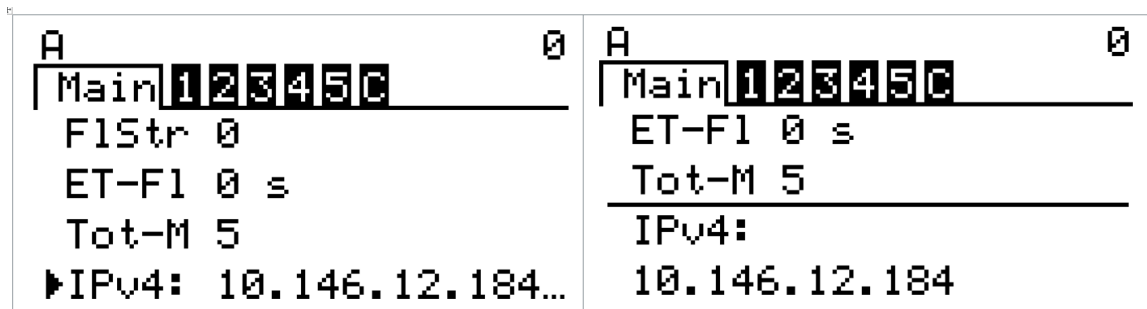 A 0
Main 1 2 3 4 5 C
FlStr 0
ET-Fl 0 s
Tot-M 5
IPv4: 10.146.12.184…
A 0
Main 1 2 3 4 5 C
ET-Fl 0 s
Tot-M 5
IPv4:
10.146.12.184